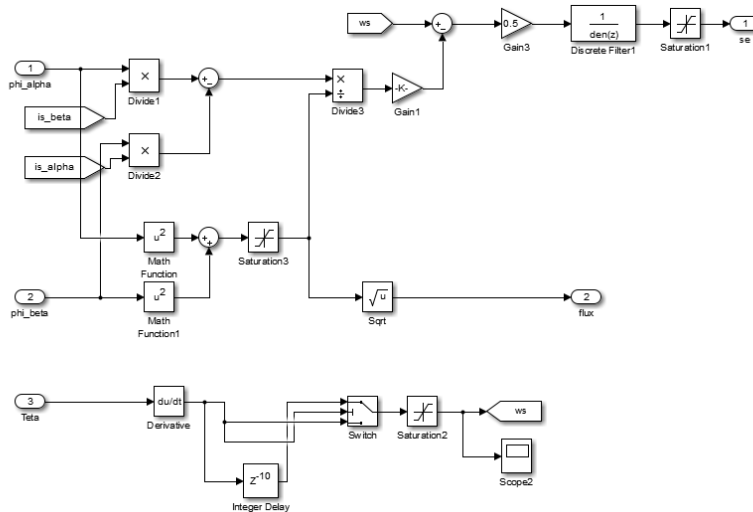 ws
+
−
0.5
Gain3
1
den(z)
Discrete Filter1
Saturation1
1
se
1
phi_alpha
×
Divide1
+
−
×
÷
Divide3
-K-
Gain1
is_beta
is_alpha
×
Divide2
u²
Math
Function
+
+
Saturation3
2
phi_beta
u²
Math
Function1
√u
Sqrt
2
flux
3
Teta
du/dt
Derivative
Switch
Saturation2
ws
Scope2
Z⁻¹⁰
Integer Delay